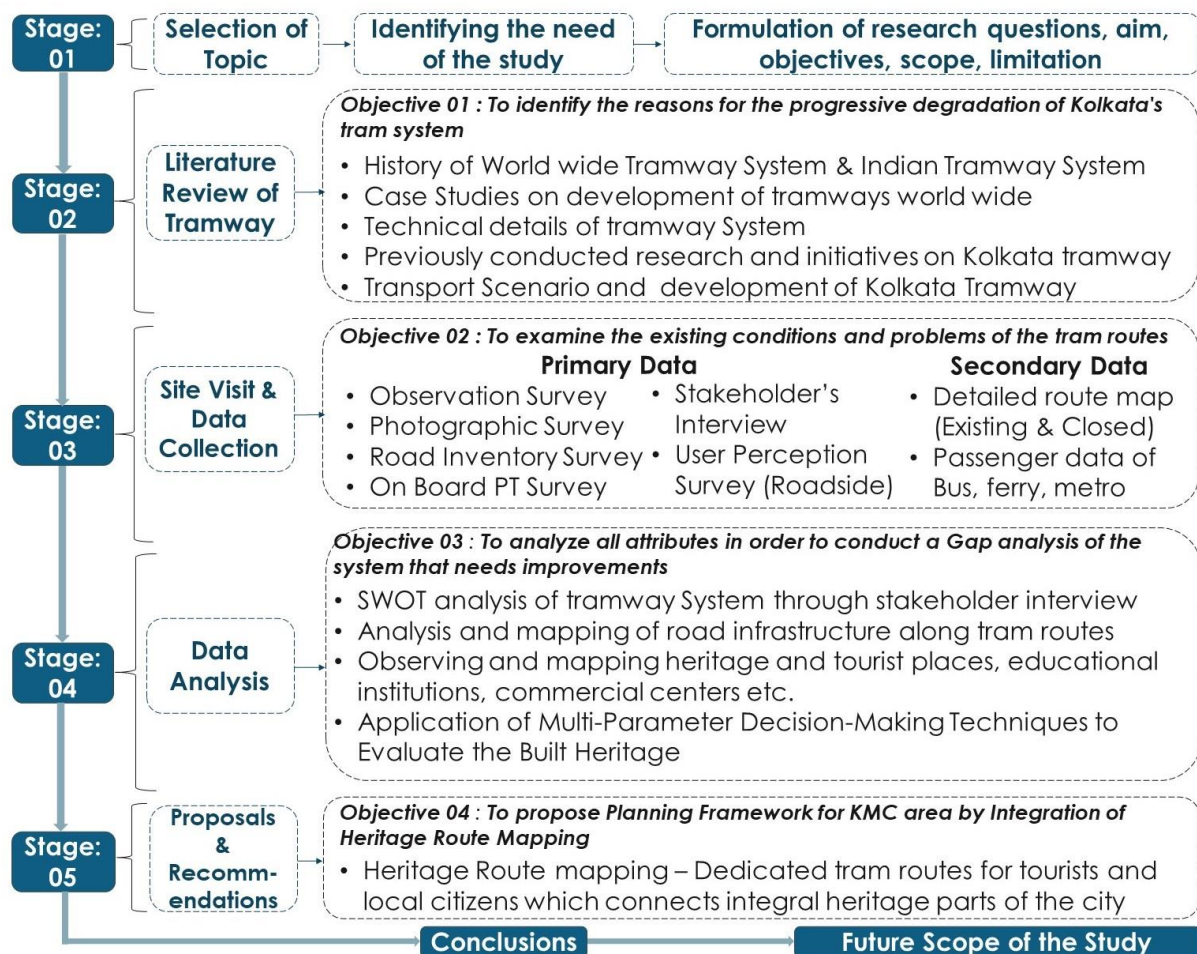 Stage:
01
Selection of
Topic
Identifying the need
of the study
Formulation of research questions, aim,
objectives, scope, limitation
Stage:
02
Literature
Review of
Tramway
Objective 01 : To identify the reasons for the progressive degradation of Kolkata's
tram system
• History of World wide Tramway System & Indian Tramway System
• Case Studies on development of tramways world wide
• Technical details of tramway System
• Previously conducted research and initiatives on Kolkata tramway
• Transport Scenario and development of Kolkata Tramway
Stage:
03
Site Visit &
Data
Collection
Objective 02 : To examine the existing conditions and problems of the tram routes
Primary Data
• Observation Survey
• Photographic Survey
• Road Inventory Survey
• On Board PT Survey
• Stakeholder’s
Interview
• User Perception
Survey (Roadside)
Secondary Data
• Detailed route map
(Existing & Closed)
• Passenger data of
Bus, ferry, metro
Stage:
04
Data
Analysis
Objective 03 : To analyze all attributes in order to conduct a Gap analysis of the
system that needs improvements
• SWOT analysis of tramway System through stakeholder interview
• Analysis and mapping of road infrastructure along tram routes
• Observing and mapping heritage and tourist places, educational
institutions, commercial centers etc.
• Application of Multi-Parameter Decision-Making Techniques to
Evaluate the Built Heritage
Stage:
05
Proposals
&
Recomm-
endations
Objective 04 : To propose Planning Framework for KMC area by Integration of
Heritage Route Mapping
• Heritage Route mapping – Dedicated tram routes for tourists and
local citizens which connects integral heritage parts of the city
Conclusions
Future Scope of the Study